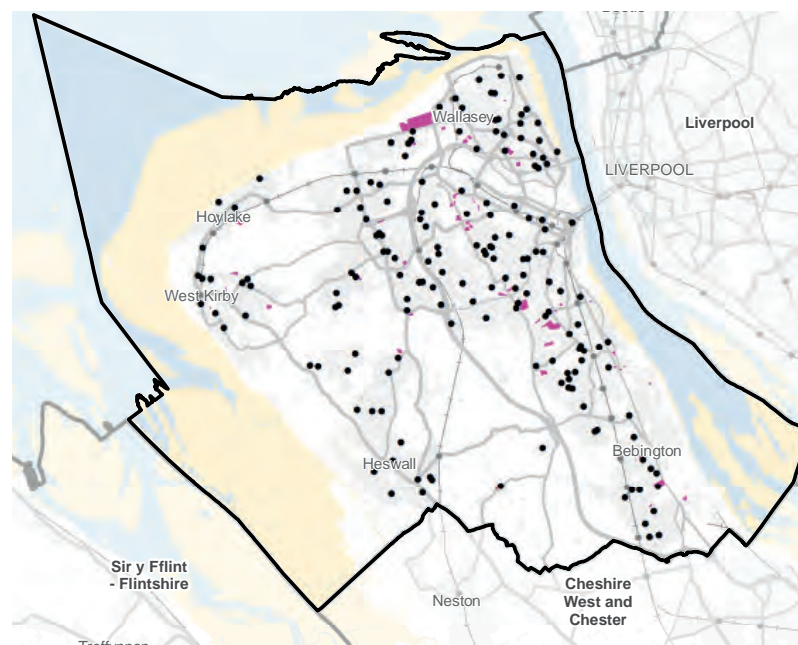 Wallasey
Liverpool
LIVERPOOL
Hoylake
West Kirby
Bebington
Heswall
Sir y Fflint
- Flintshire
Cheshire
West and
Chester
Neston